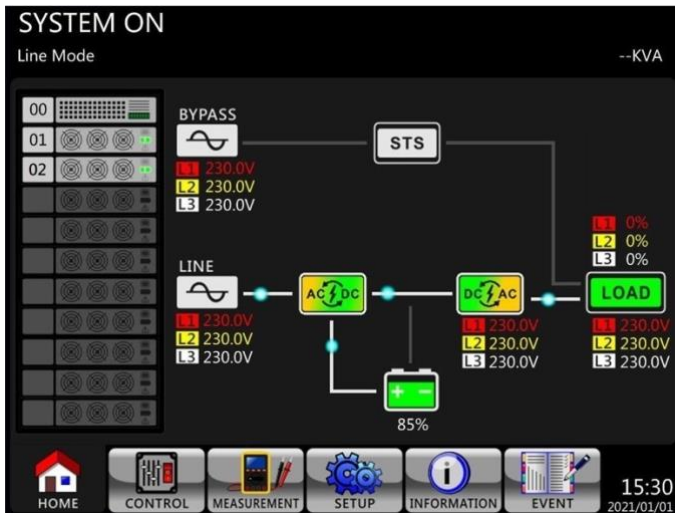 SYSTEM ON
Line Mode
--KVA
00
01
02
BYPASS
L1 230.0V
L2 230.0V
L3 230.0V
STS
L1 0%
L2 0%
L3 0%
LINE
L1 230.0V
L2 230.0V
L3 230.0V
AC DC
DC AC
L1 230.0V
L2 230.0V
L3 230.0V
LOAD
L1 230.0V
L2 230.0V
L3 230.0V
+ -
85%
HOME
CONTROL
MEASUREMENT
SETUP
INFORMATION
EVENT
15:30
2021/01/01